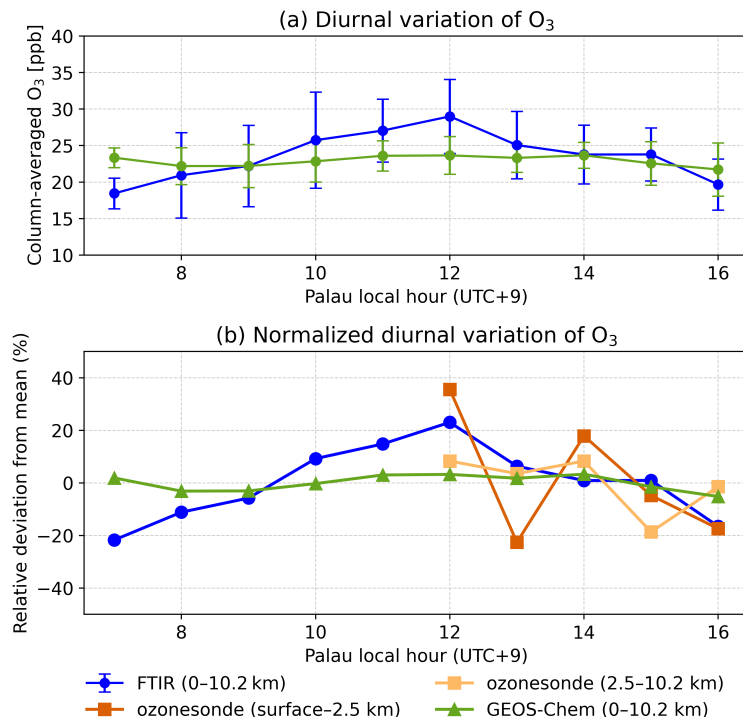 (a) Diurnal variation of O₃
Column-averaged O₃ [ppb]
40
35
30
25
20
15
10
8 10 12 14 16
Palau local hour (UTC+9)
(b) Normalized diurnal variation of O₃
Relative deviation from mean (%)
40
20
0
−20
−40
8 10 12 14 16
Palau local hour (UTC+9)
FTIR (0–10.2 km)
ozonesonde (surface–2.5 km)
ozonesonde (2.5–10.2 km)
GEOS-Chem (0–10.2 km)